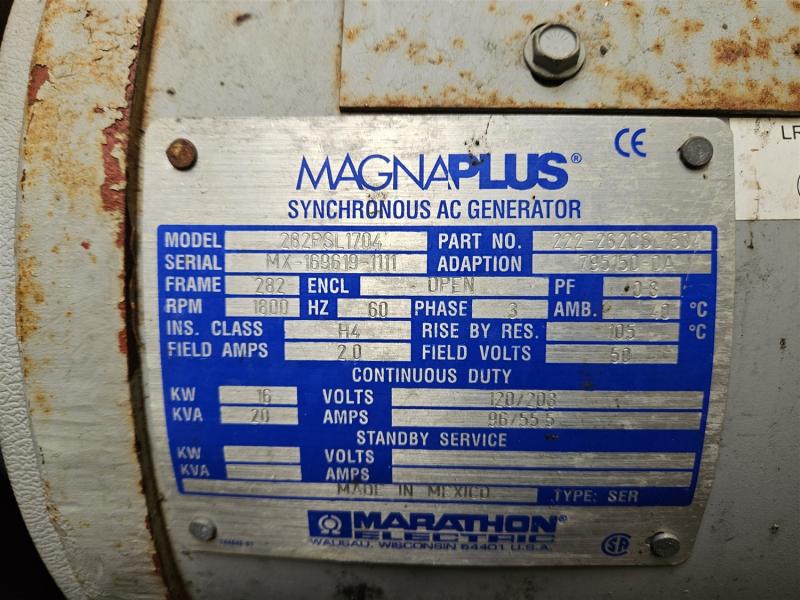 CE
LR
MAGNAPLUS®
SYNCHRONOUS AC GENERATOR
MODEL 282PSL1704 PART NO.
SERIAL MX-169619-1111 ADAPTION
FRAME 282 ENCL OPEN PF 0.8
RPM 1800 HZ 60 PHASE 3 AMB. 40 °C
INS. CLASS H4 RISE BY RES. 105 °C
FIELD AMPS 2.0 FIELD VOLTS 50
CONTINUOUS DUTY
KW 16 VOLTS 120/208
KVA 20 AMPS 96/55.5
STANDBY SERVICE
KW VOLTS
KVA AMPS
MADE IN MEXICO TYPE: SER
MARATHON®
ELECTRIC
WAUSAU, WISCONSIN 54401 U.S.A.
SA